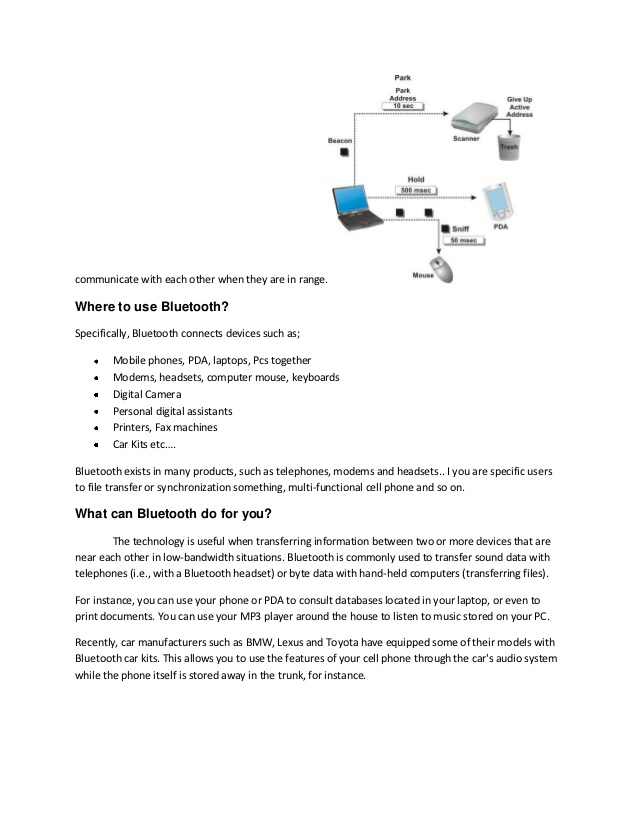 Park
Park
Address
10 sec
Give Up
Active
Address
Beacon
Scanner
Trash
Hold
500 msec
PDA
Sniff
50 msec
Mouse
communicate with each other when they are in range.
Where to use Bluetooth?
Specifically, Bluetooth connects devices such as;
• Mobile phones, PDA, laptops, Pcs together
• Modems, headsets, computer mouse, keyboards
• Digital Camera
• Personal digital assistants
• Printers, Fax machines
• Car Kits etc....
Bluetooth exists in many products, such as telephones, modems and headsets.. I you are specific users
to file transfer or synchronization something, multi-functional cell phone and so on.
What can Bluetooth do for you?
The technology is useful when transferring information between two or more devices that are
near each other in low-bandwidth situations. Bluetooth is commonly used to transfer sound data with
telephones (i.e., with a Bluetooth headset) or byte data with hand-held computers (transferring files).
For instance, you can use your phone or PDA to consult databases located in your laptop, or even to
print documents. You can use your MP3 player around the house to listen to music stored on your PC.
Recently, car manufacturers such as BMW, Lexus and Toyota have equipped some of their models with
Bluetooth car kits. This allows you to use the features of your cell phone through the car's audio system
while the phone itself is stored away in the trunk, for instance.